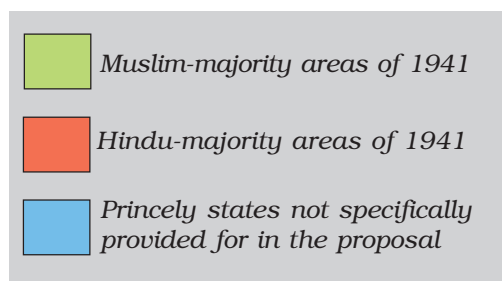 Muslim-majority areas of 1941
Hindu-majority areas of 1941
Princely states not specifically
provided for in the proposal